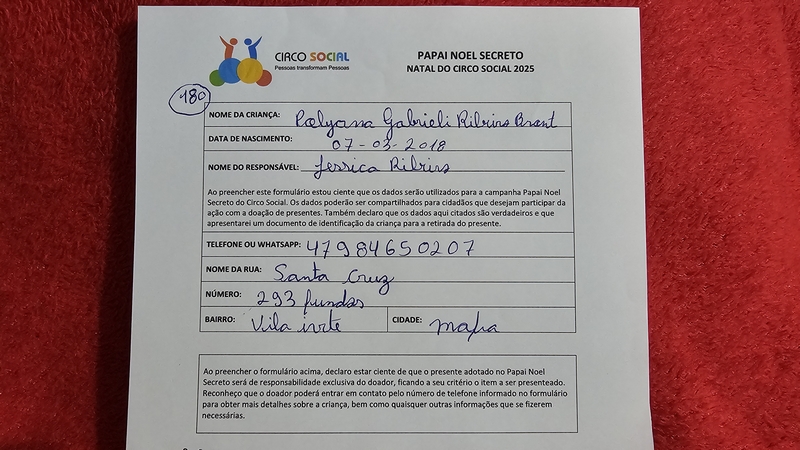 CIRCO SOCIAL
Pessoas transformam Pessoas
PAPAI NOEL SECRETO
NATAL DO CIRCO SOCIAL 2025
180
NOME DA CRIANÇA: Gabrieli Ribeiro
DATA DE NASCIMENTO: 07-03-2018
NOME DO RESPONSÁVEL: Jessica Ribeiro
Ao preencher este formulário estou ciente que os dados serão utilizados para a campanha Papai Noel
Secreto do Circo Social. Os dados poderão ser compartilhados para cidadãos que desejam participar da
ação com a doação de presentes. Também declaro que os dados aqui citados são verdadeiros e que
apresentarei um documento de identificação da criança para a retirada do presente.
TELEFONE OU WHATSAPP: 47984650207
NOME DA RUA: Santa Cruz
NÚMERO: 293 fundos
BAIRRO: Vila CIDADE: mafra
Ao preencher o formulário acima, declaro estar ciente de que o presente adotado no Papai Noel
Secreto será de responsabilidade exclusiva do doador, ficando a seu critério o item a ser presenteado.
Reconheço que o doador poderá entrar em contato pelo número de telefone informado no formulário
para obter mais detalhes sobre a criança, bem como quaisquer outras informações que se fizerem
necessárias.